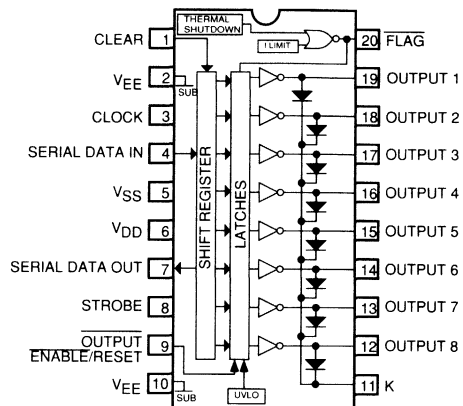 THERMAL
SHUTDOWN
I LIMIT
CLEAR 1
VEE 2
SUB
CLOCK 3
SERIAL DATA IN 4
VSS 5
VDD 6
SERIAL DATA OUT 7
STROBE 8
OUTPUT
ENABLE/RESET 9
VEE 10
SUB
SHIFT REGISTER
LATCHES
UVLO
20 FLAG
19 OUTPUT 1
18 OUTPUT 2
17 OUTPUT 3
16 OUTPUT 4
15 OUTPUT 5
14 OUTPUT 6
13 OUTPUT 7
12 OUTPUT 8
11 K